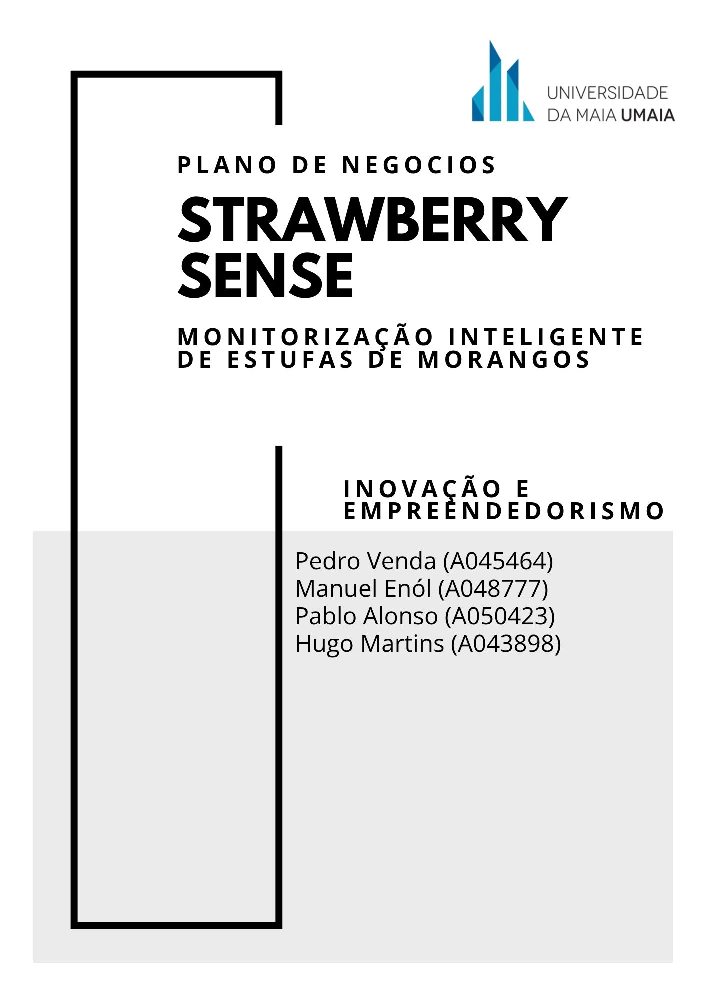 UNIVERSIDADE
DA MAIA UMAIA
PLANO DE NEGOCIOS
STRAWBERRY
SENSE
MONITORIZAÇÃO INTELIGENTE
DE ESTUFAS DE MORANGOS
INOVAÇÃO E
EMPREENDEDORISMO
Pedro Venda (A045464)
Manuel Enól (A048777)
Pablo Alonso (A050423)
Hugo Martins (A043898)